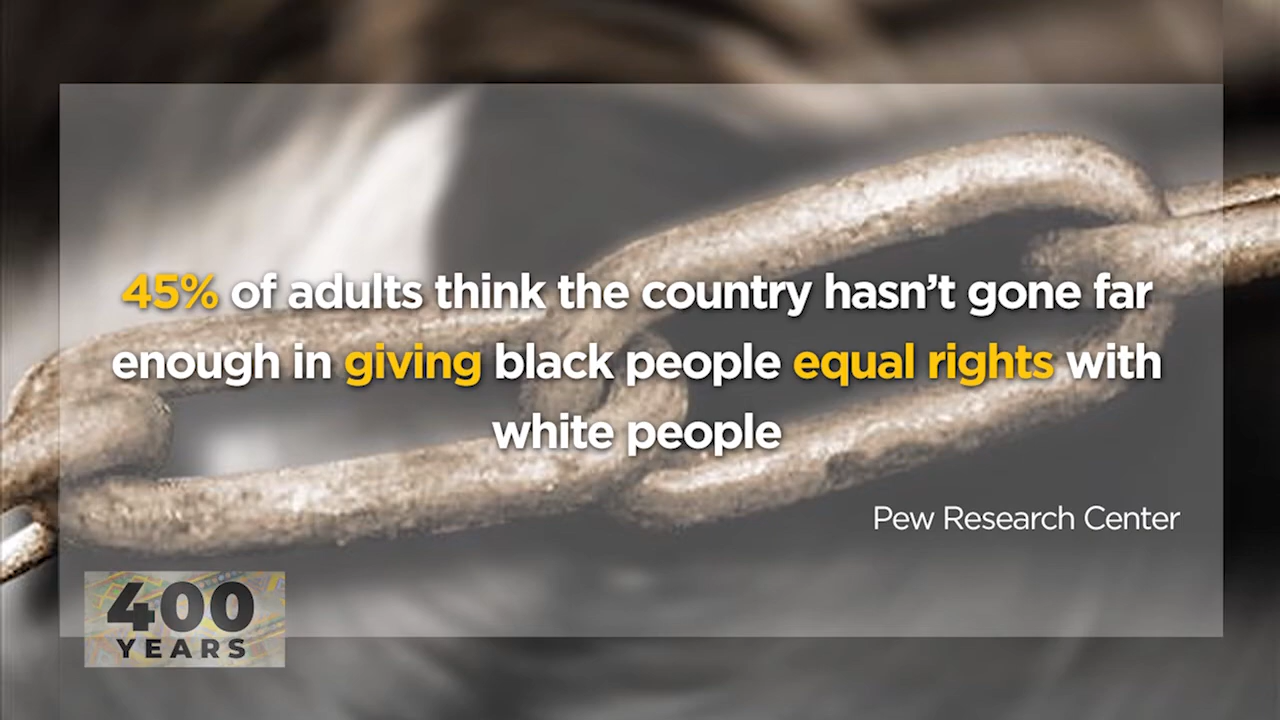 45% of adults think the country hasn’t gone far
enough in giving black people equal rights with
white people
Pew Research Center
400
YEARS